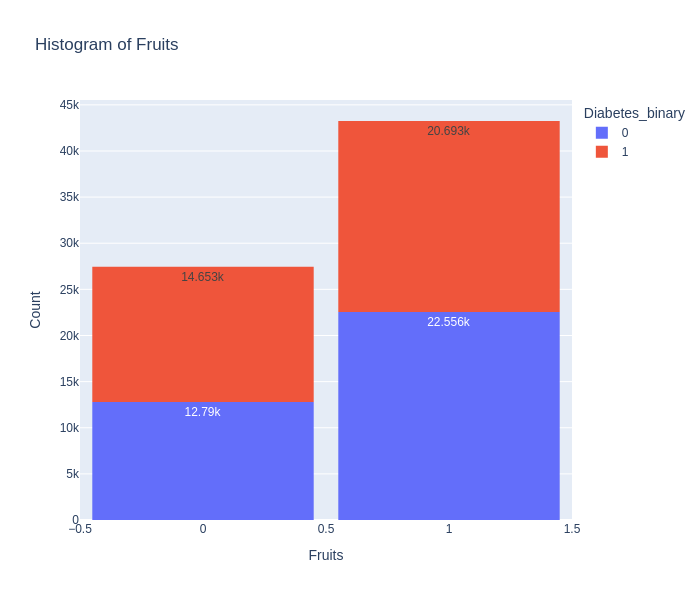 Histogram of Fruits
Diabetes_binary
0
1
45k
40k
35k
30k
25k
20k
15k
10k
5k
0
Count
20.693k
14.653k
22.556k
12.79k
−0.5
0
0.5
1
1.5
Fruits